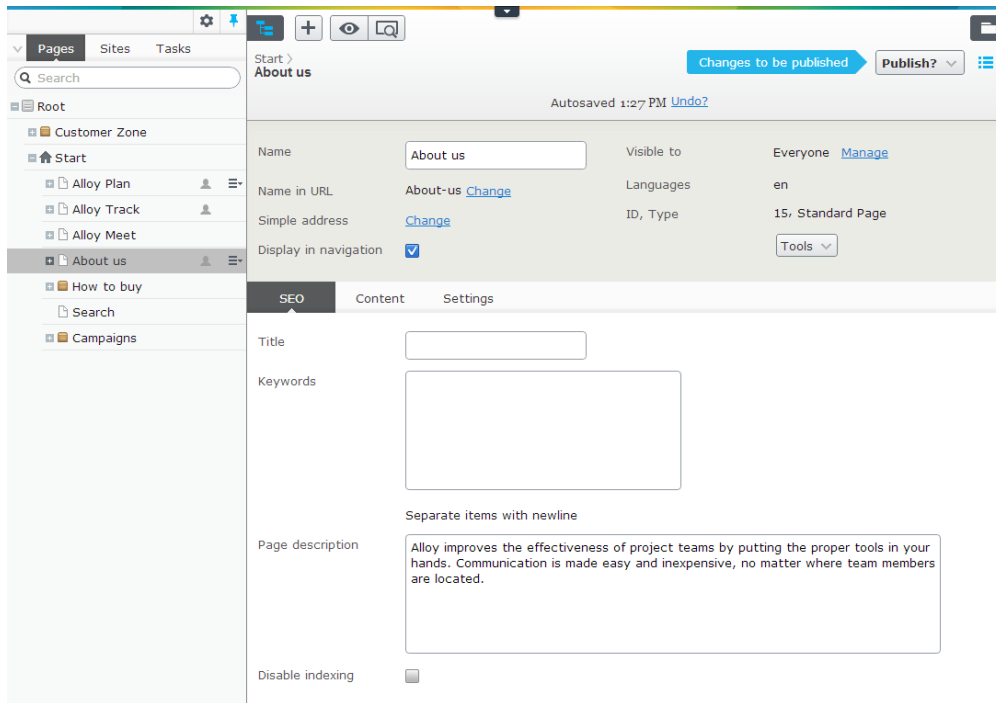 Pages Sites Tasks
Search
Root
Customer Zone
Start
Alloy Plan
Alloy Track
Alloy Meet
About us
How to buy
Search
Campaigns
Start
About us
Changes to be published
Publish?
Autosaved 1:27 PM Undo?
Name About us
Visible to Everyone Manage
Name in URL About-us Change
Languages en
Simple address Change
ID, Type 15, Standard Page
Display in navigation
Tools
SEO Content Settings
Title
Keywords
Separate items with newline
Page description
Alloy improves the effectiveness of project teams by putting the proper tools in your
hands. Communication is made easy and inexpensive, no matter where team members
are located.
Disable indexing